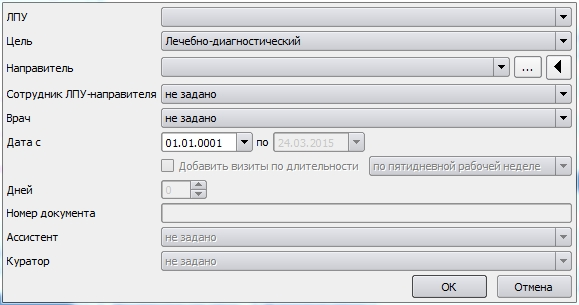 ЛПУ
Цель Лечебно-диагностический
Направитель ...
Сотрудник ЛПУ-направителя не задано
Врач не задано
Дата с 01.01.0001 по 24.03.2015
Добавить визиты по длительности по пятидневной рабочей неделе
Дней 0
Номер документа
Ассистент не задано
Куратор не задано
ОК Отмена